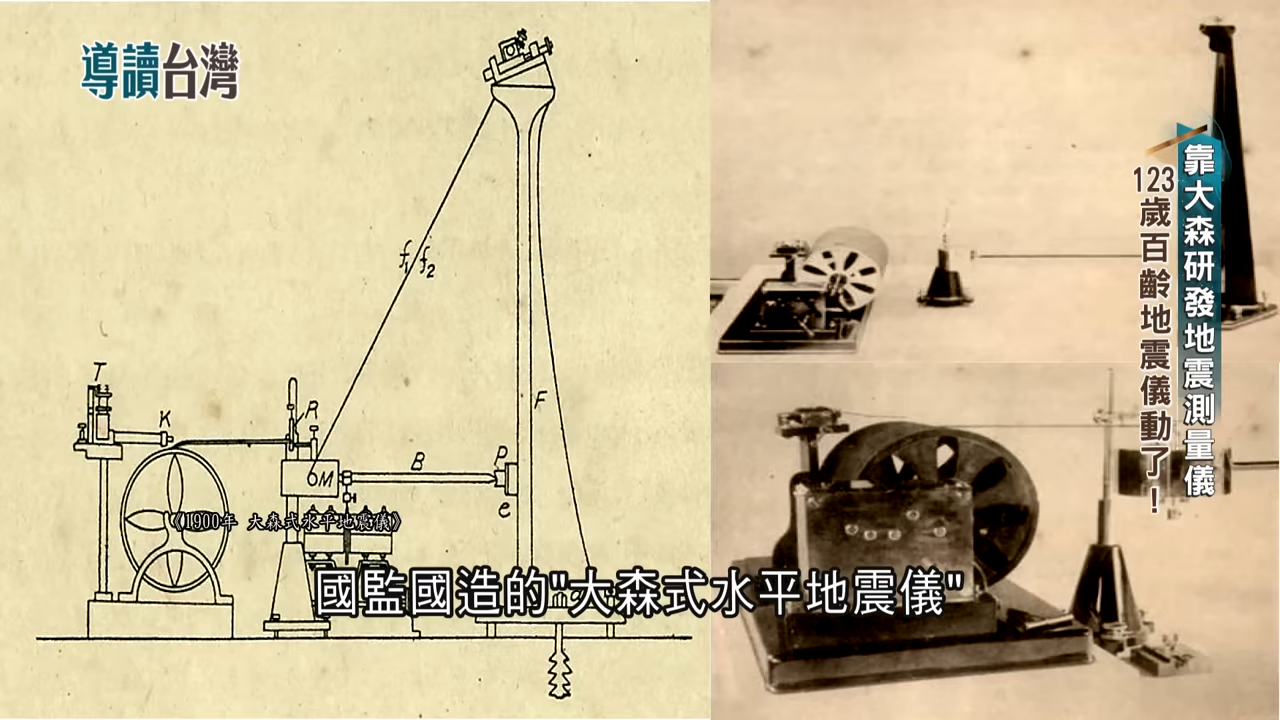 導讀台灣
靠大森研發地震測量儀
123歲百齡地震儀動了！
f₁ f₂
T
K
R
F
M
B
P
e
《1900年 大森式水平地震儀》
國監國造的"大森式水平地震儀"